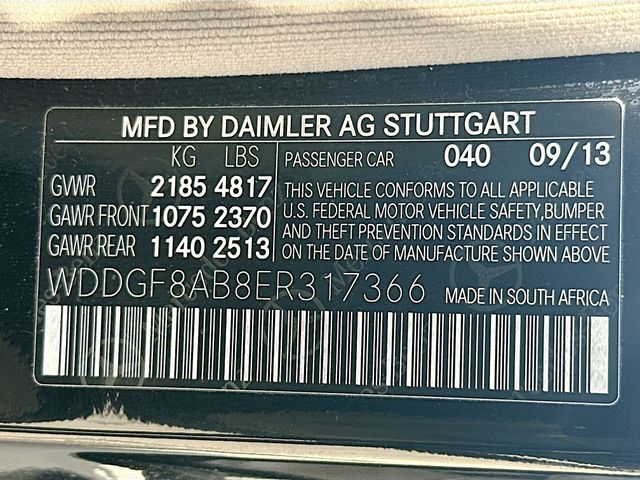 MFD BY DAIMLER AG STUTTGART
KG LBS PASSENGER CAR 040 09/13
GVWR 2185 4817
GAWR FRONT 1075 2370
GAWR REAR 1140 2513
THIS VEHICLE CONFORMS TO ALL APPLICABLE
U.S. FEDERAL MOTOR VEHICLE SAFETY,BUMPER
AND THEFT PREVENTION STANDARDS IN EFFECT
ON THE DATE OF MANUFACTURE SHOWN ABOVE
WDDGF8AB8ER317366 MADE IN SOUTH AFRICA